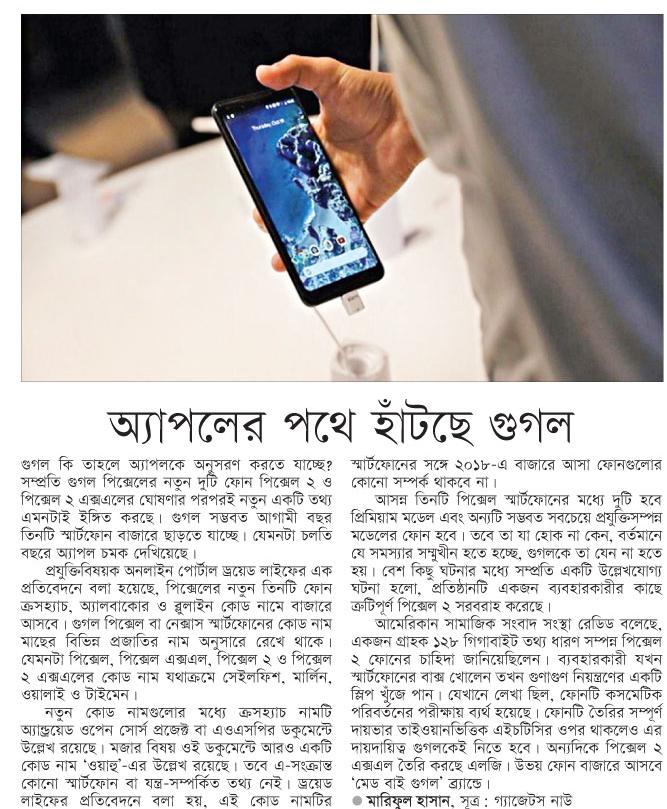 Thursday, Oct
অ্যাপলের পথে হাঁটছে গুগল
গুগল কি তাহলে অ্যাপলকে অনুসরণ করতে যাচ্ছে?
সম্প্রতি গুগল পিক্সেলের নতুন দুটি ফোন পিক্সেল ২ ও
পিক্সেল ২ এক্সএলের ঘোষণার পরপরই নতুন একটি তথ্য
এমনটাই ইঙ্গিত করছে। গুগল সম্ভবত আগামী বছর
তিনটি স্মার্টফোন বাজারে ছাড়তে যাচ্ছে। যেমনটা চলতি
বছরে অ্যাপল চমক দেখিয়েছে।
প্রযুক্তিবিষয়ক অনলাইন পোর্টাল ড্রয়েড লাইফের এক
প্রতিবেদনে বলা হয়েছে, পিক্সেলের নতুন তিনটি ফোন
ক্রসহ্যাচ, অ্যালবাকোর ও ব্লুলাইন কোড নামে বাজারে
আসবে। গুগল পিক্সেল বা নেক্সাস স্মার্টফোনের কোড নাম
মাছের বিভিন্ন প্রজাতির নাম অনুসারে রেখে থাকে।
যেমনটা পিক্সেল, পিক্সেল এক্সএল, পিক্সেল ২ ও পিক্সেল
২ এক্সএলের কোড নাম যথাক্রমে সেইলফিশ, মার্লিন,
ওয়ালাই ও টাইমেন।
নতুন কোড নামগুলোর মধ্যে ক্রসহ্যাচ নামটি
অ্যান্ড্রয়েড ওপেন সোর্স প্রজেক্ট বা এওএসপির ডকুমেন্টে
উল্লেখ রয়েছে। মজার বিষয় ওই ডকুমেন্টে আরও একটি
কোড নাম ‘ওয়াহু’-এর উল্লেখ রয়েছে। তবে এ-সংক্রান্ত
কোনো স্মার্টফোন বা যন্ত্র-সম্পর্কিত তথ্য নেই। ড্রয়েড
লাইফের প্রতিবেদনে বলা হয়, এই কোড নামটির
স্মার্টফোনের সঙ্গে ২০১৮-এ বাজারে আসা ফোনগুলোর
কোনো সম্পর্ক থাকবে না।
আসন্ন তিনটি পিক্সেল স্মার্টফোনের মধ্যে দুটি হবে
প্রিমিয়াম মডেল এবং অন্যটি সম্ভবত সবচেয়ে প্রযুক্তিসম্পন্ন
মডেলের ফোন হবে। তবে তা যা হোক না কেন, বর্তমানে
যে সমস্যার সম্মুখীন হতে হচ্ছে, গুগলকে তা যেন না হতে
হয়। বেশ কিছু ঘটনার মধ্যে সম্প্রতি একটি উল্লেখযোগ্য
ঘটনা হলো, প্রতিষ্ঠানটি একজন ব্যবহারকারীর কাছে
ত্রুটিপূর্ণ পিক্সেল ২ সরবরাহ করেছে।
আমেরিকান সামাজিক সংবাদ সংস্থা রেডিড বলেছে,
একজন গ্রাহক ১২৮ গিগাবাইট তথ্য ধারণ সম্পন্ন পিক্সেল
২ ফোনের চাহিদা জানিয়েছিলেন। ব্যবহারকারী যখন
স্মার্টফোনের বাক্স খোলেন তখন গুণাগুণ নিয়ন্ত্রণের একটি
স্লিপ খুঁজে পান। যেখানে লেখা ছিল, ফোনটি কসমেটিক
পরিবর্তনের পরীক্ষায় ব্যর্থ হয়েছে। ফোনটি তৈরির সম্পূর্ণ
দায়ভার তাইওয়ানভিত্তিক এইচটিসির ওপর থাকলেও এর
দায়দায়িত্ব গুগলকেই নিতে হবে। অন্যদিকে পিক্সেল ২
এক্সএল তৈরি করছে এলজি। উভয় ফোন বাজারে আসবে
‘মেড বাই গুগল’ ব্র্যান্ডে।
● মারিফুল হাসান, সূত্র : গ্যাজেটস নাউ